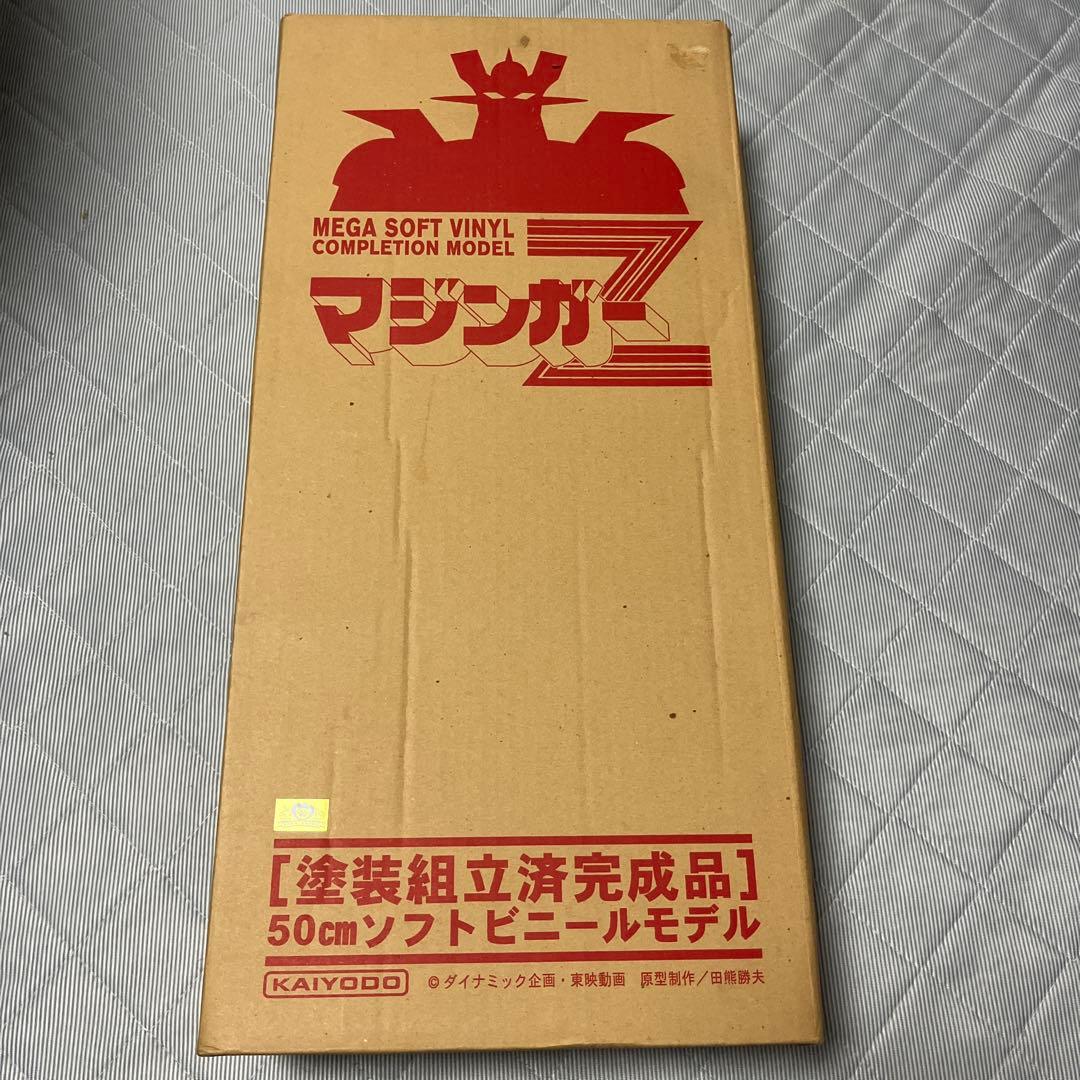 MEGA SOFT VINYL
COMPLETION MODEL
マジンガーZ
[塗装組立済完成品]
50cmソフトビニールモデル
KAIYODO ©ダイナミック企画・東映動画 原型制作/田熊勝夫